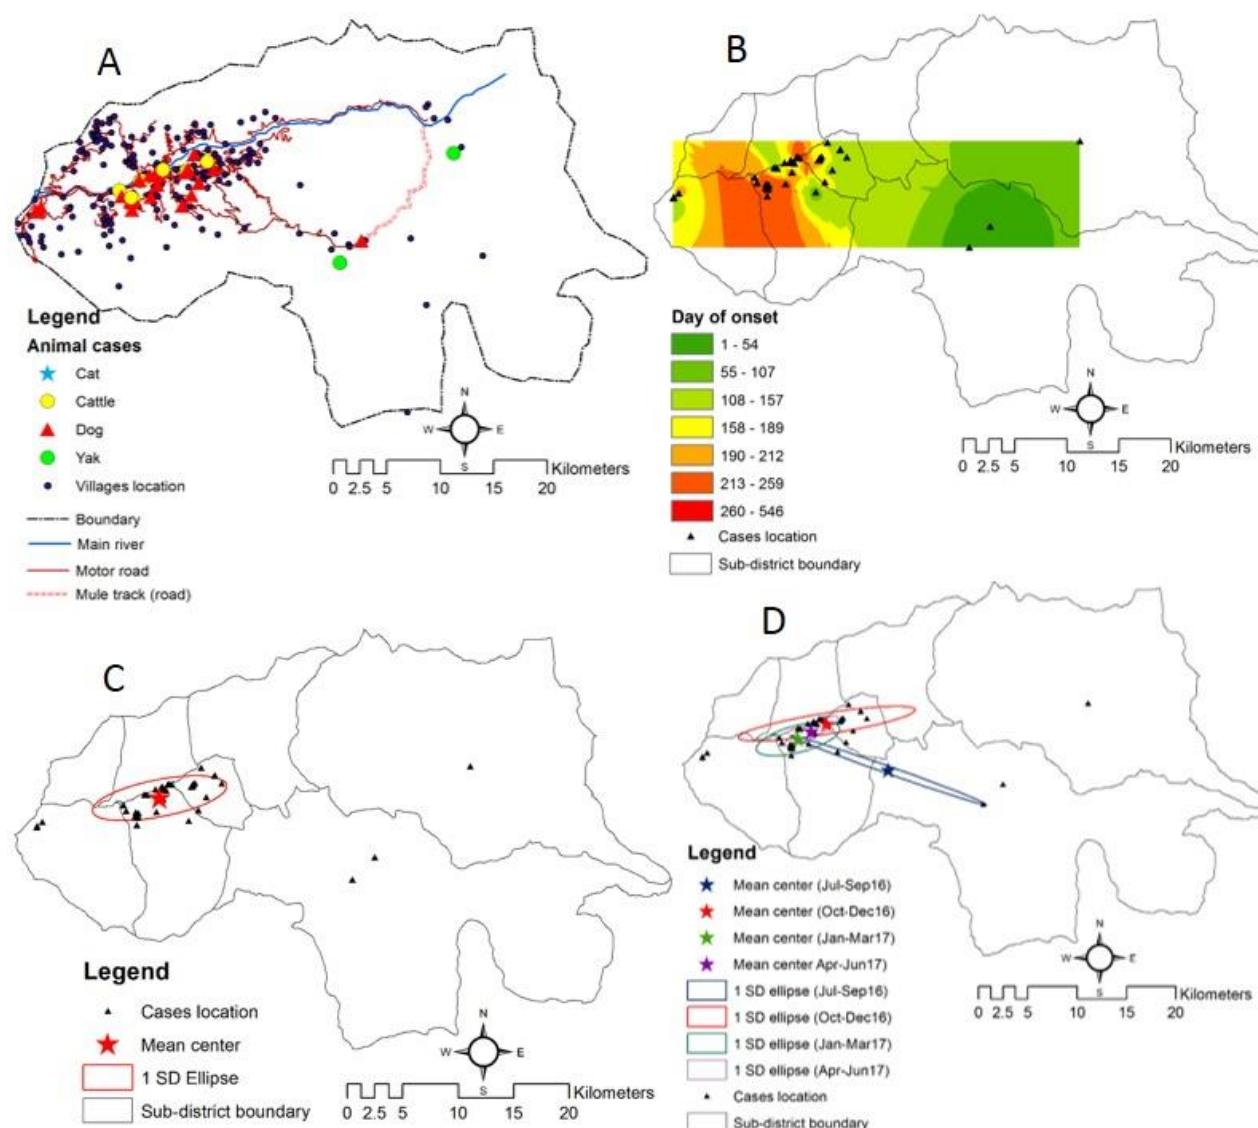 A
Legend
Animal cases
Cat
Cattle
Dog
Yak
Villages location
Boundary
Main river
Motor road
Mule track (road)
N
W E
S
Kilometers
0 2.5 5 10 15 20
B
Day of onset
1 - 54
55 - 107
108 - 157
158 - 189
190 - 212
213 - 259
260 - 546
Cases location
Sub-district boundary
N
W E
S
Kilometers
0 2.5 5 10 15 20
C
Legend
Cases location
Mean center
1 SD Ellipse
Sub-district boundary
N
W E
S
Kilometers
0 2.5 5 10 15 20
D
Legend
Mean center (Jul-Sep16)
Mean center (Oct-Dec16)
Mean center (Jan-Mar17)
Mean center Apr-Jun17)
1 SD ellipse (Jul-Sep16)
1 SD ellipse (Oct-Dec16)
1 SD ellipse (Jan-Mar17)
1 SD ellipse (Apr-Jun17)
Cases location
Sub-district boundary
N
W E
S
Kilometers
0 2.5 5 10 15 20